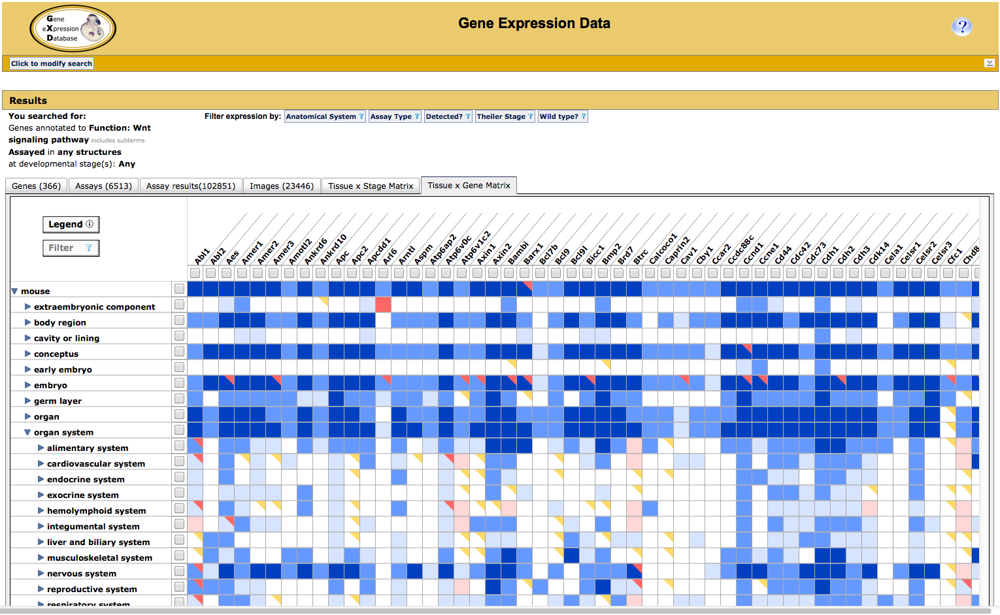 Gene
eXpression
Database
Gene Expression Data
?
Click to modify search
Results
You searched for:
Genes annotated to Function: Wnt
signaling pathway includes subterms
Assayed in any structures
at developmental stage(s): Any
Filter expression by: Anatomical System Assay Type Detected? Theiler Stage Wild type?
Genes (366) Assays (6513) Assay results(102851) Images (23446) Tissue x Stage Matrix Tissue x Gene Matrix
Legend
Filter
Abl1
Abl2
Aes
Amer1
Amer2
Amer3
Amotl2
Ankrd6
Ankrd10
Apc
Apc2
Apcdd1
Arl6
Arntl
Aspm
Atp6ap2
Atp6v0c
Atp6v1c2
Axin1
Axin2
Bambi
Barx1
Bcl7b
Bcl9
Bcl9l
Bicc1
Bmp2
Brd7
Btrc
Calcoco1
Caprin2
Cav1
Cby1
Ccar2
Ccdc88c
Ccnd1
Ccne1
Cd44
Cdc42
Cdc73
Cdh1
Cdh2
Cdh3
Cdk14
Cela1
Celsr1
Celsr2
Celsr3
Cfc1
Chd8
mouse
extraembryonic component
body region
cavity or lining
conceptus
early embryo
embryo
germ layer
organ
organ system
alimentary system
cardiovascular system
endocrine system
exocrine system
hemolymphoid system
integumental system
liver and biliary system
musculoskeletal system
nervous system
reproductive system
respiratory system